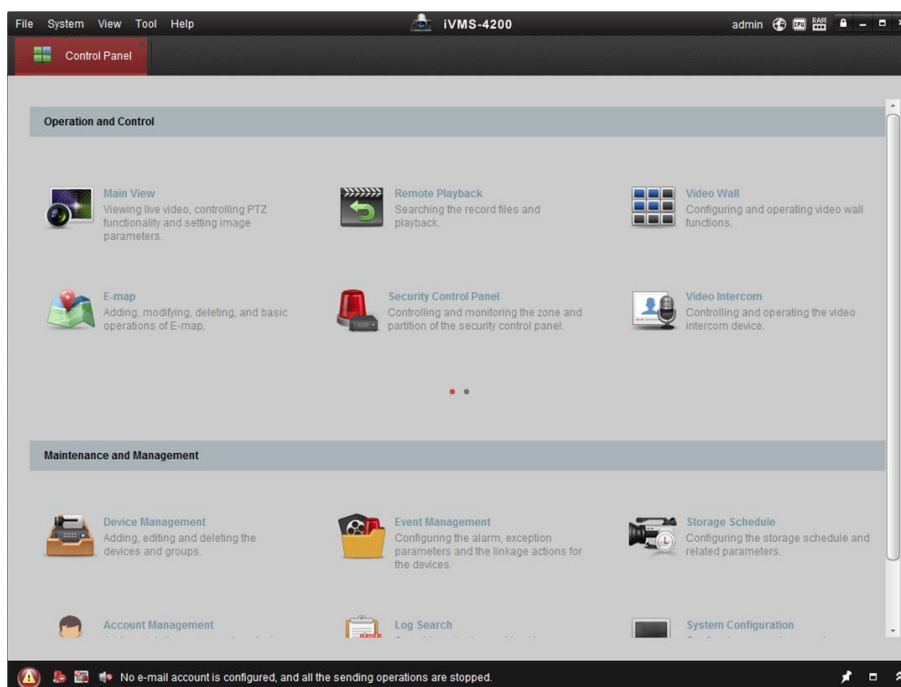 File System View Tool Help
iVMS-4200
admin
CPU
RAM
Control Panel
Operation and Control
Main View
Viewing live video, controlling PTZ
functionality and setting image
parameters.
Remote Playback
Searching the record files and
playback.
Video Wall
Configuring and operating video wall
functions.
E-map
Adding, modifying, deleting, and basic
operations of E-map.
Security Control Panel
Controlling and monitoring the zone and
partition of the security control panel.
Video Intercom
Controlling and operating the video
intercom device.
Maintenance and Management
Device Management
Adding, editing and deleting the
devices and groups.
Event Management
Configuring the alarm, exception
parameters and the linkage actions for
the devices.
Storage Schedule
Configuring the storage schedule and
related parameters.
Account Management
Log Search
System Configuration
No e-mail account is configured, and all the sending operations are stopped.